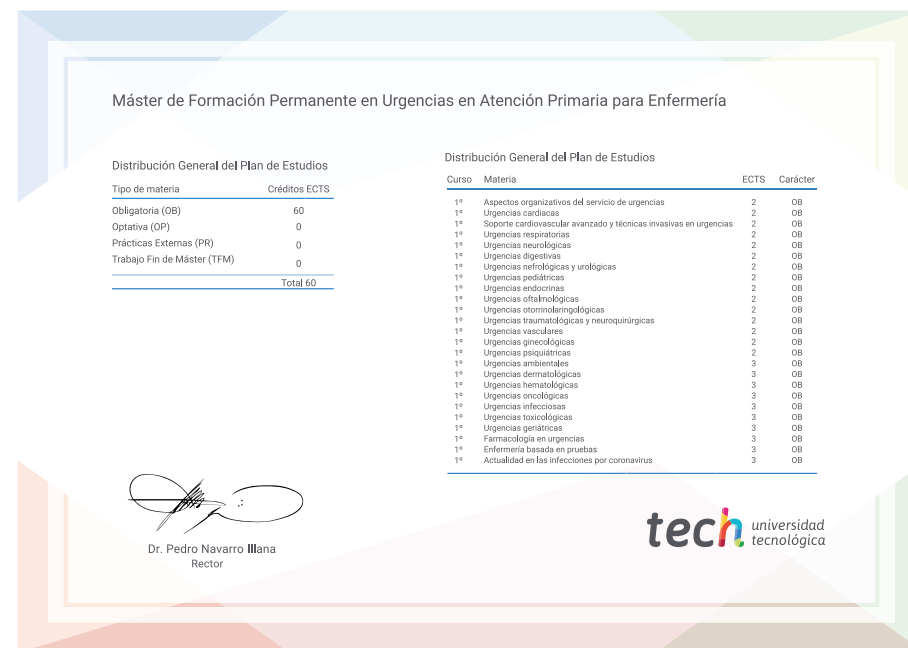 Máster de Formación Permanente en Urgencias en Atención Primaria para Enfermería
Distribución General del Plan de Estudios
Tipo de materia Créditos ECTS
Obligatoria (OB) 60
Optativa (OP) 0
Prácticas Externas (PR) 0
Trabajo Fin de Máster (TFM) 0
Total 60
Distribución General del Plan de Estudios
Curso Materia ECTS Carácter
1º Aspectos organizativos del servicio de urgencias 2 OB
1º Urgencias cardiacas 2 OB
1º Soporte cardiovascular avanzado y técnicas invasivas en urgencias 2 OB
1º Urgencias respiratorias 2 OB
1º Urgencias neurológicas 2 OB
1º Urgencias digestivas 2 OB
1º Urgencias nefrológicas y urológicas 2 OB
1º Urgencias pediátricas 2 OB
1º Urgencias endocrinas 2 OB
1º Urgencias oftalmológicas 2 OB
1º Urgencias otorrinolaringológicas 2 OB
1º Urgencias traumatológicas y neuroquirúrgicas 2 OB
1º Urgencias vasculares 2 OB
1º Urgencias ginecológicas 2 OB
1º Urgencias psiquiátricas 2 OB
1º Urgencias ambientales 3 OB
1º Urgencias dermatológicas 3 OB
1º Urgencias hematológicas 3 OB
1º Urgencias oncológicas 3 OB
1º Urgencias infecciosas 3 OB
1º Urgencias toxicológicas 3 OB
1º Urgencias geriátricas 3 OB
1º Farmacología en urgencias 3 OB
1º Enfermería basada en pruebas 3 OB
1º Actualidad en las infecciones por coronavirus 3 OB
Dr. Pedro Navarro Illana
Rector
tech universidad
tecnológica